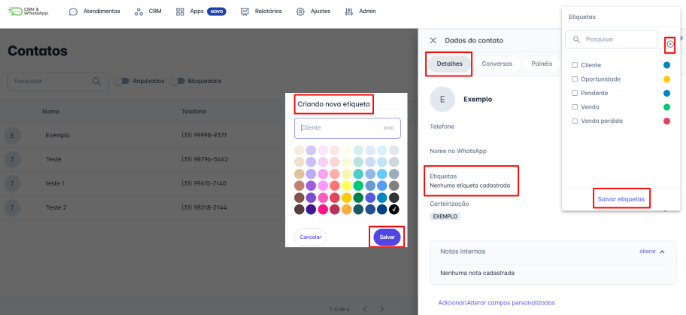 CRM &
WhatsApp
Atendimentos
CRM
Apps NOVO
Relatórios
Ajustes
Admin
Contatos
Pesquisar
Arquivados
Bloqueados
Nome
Telefone
E
Exemplo
(31) 99998-9371
T
Teste
(31) 98795-5462
T
teste 1
(31) 99615-7140
T
Teste 2
(31) 98218-2144
1-4 de 4
Criando nova etiqueta
Cliente
Cancelar
Salvar
Dados do contato
Detalhes
Conversas
Painéis
E
Exemplo
Telefone
Nome no WhatsApp
Etiquetas
Nenhuma etiqueta cadastrada
Carteirização
EXEMPLO
Notas internas
Alterar
Nenhuma nota cadastrada
Adicionar/Alterar campos personalizados
Etiquetas
Pesquisar
Cliente
Oportunidade
Pendente
Venda
Venda perdida
Salvar etiquetas